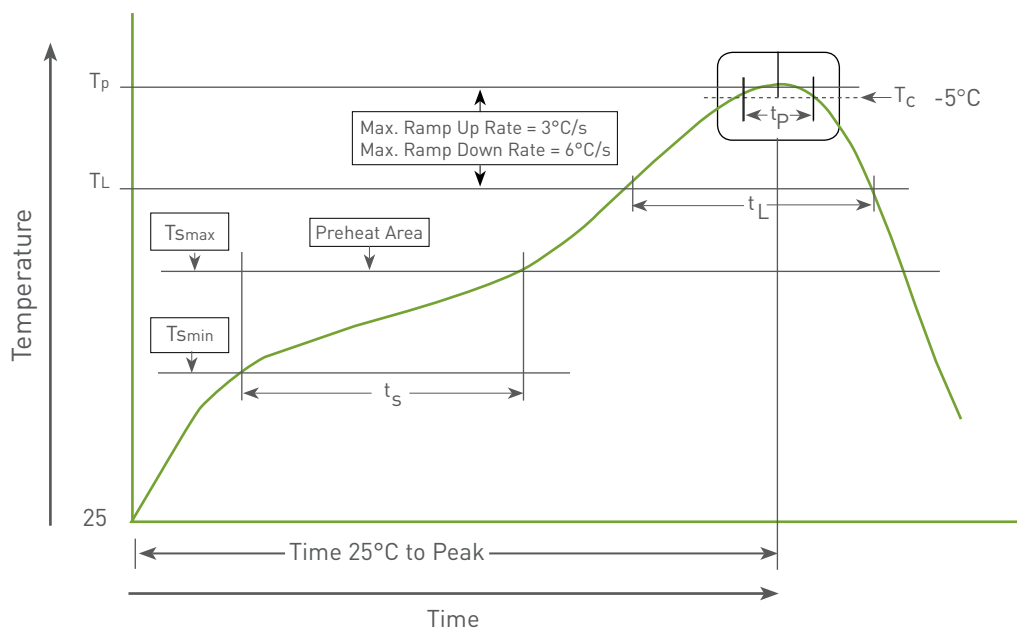 Tp
Tc -5°C
tP
Max. Ramp Up Rate = 3°C/s
Max. Ramp Down Rate = 6°C/s
TL
tL
Tsmax
Preheat Area
Temperature
Tsmin
ts
25
Time 25°C to Peak
Time